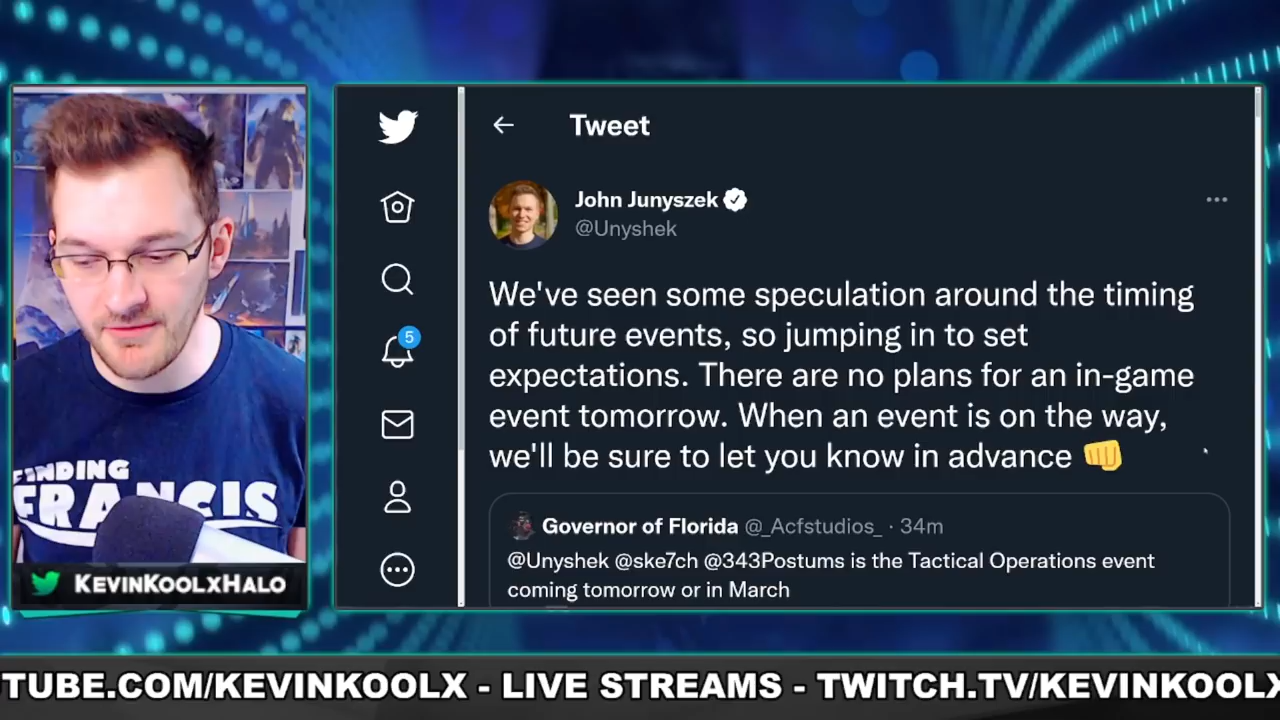 Tweet
John Junyszek
@Unyshek
5
We've seen some speculation around the timing
of future events, so jumping in to set
expectations. There are no plans for an in-game
event tomorrow. When an event is on the way,
we'll be sure to let you know in advance 👊
Governor of Florida @_Acfstudios_ · 34m
@Unyshek @ske7ch @343Postums is the Tactical Operations event
coming tomorrow or in March
FINDING
FRANCIS
KEVINKOOLXHALO
UTUBE.COM/KEVINKOOLX - LIVE STREAMS - TWITCH.TV/KEVINKOOLX